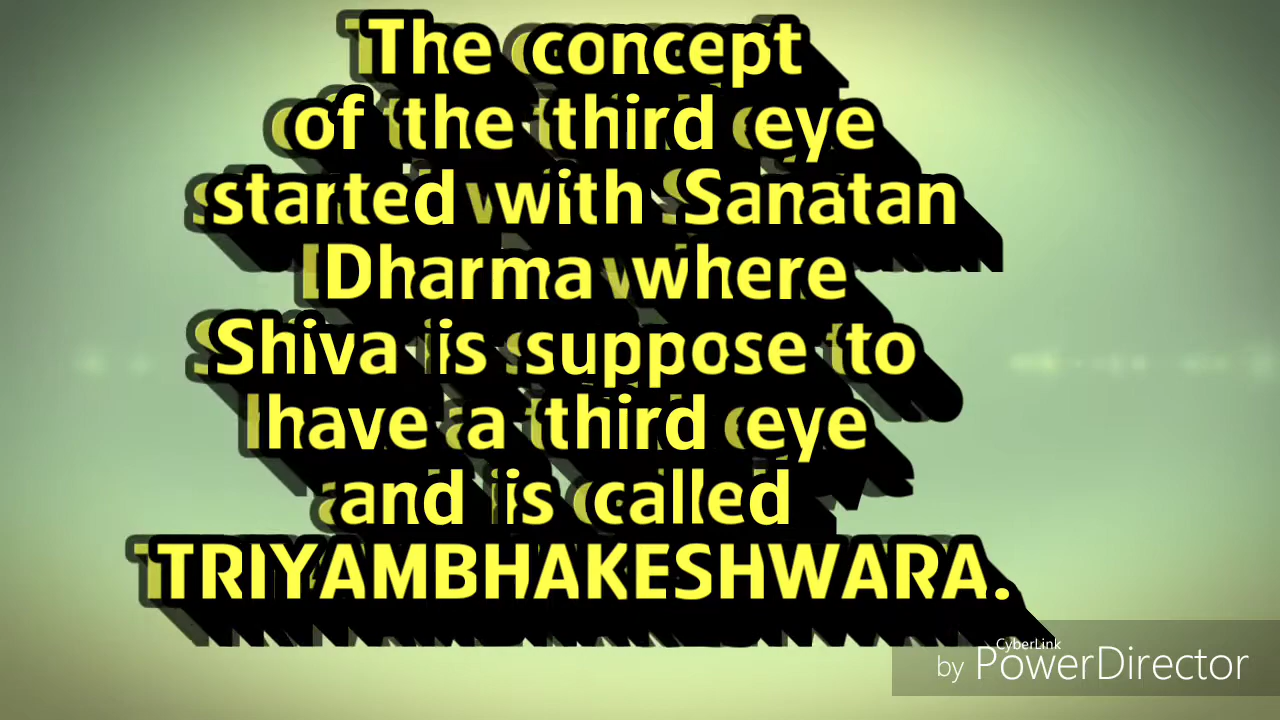 The concept
of the third eye
started with Sanatan
Dharma where
Shiva is suppose to
have a third eye
and is called
TRIYAMBHAKESHWARA.
CyberLink
by PowerDirector